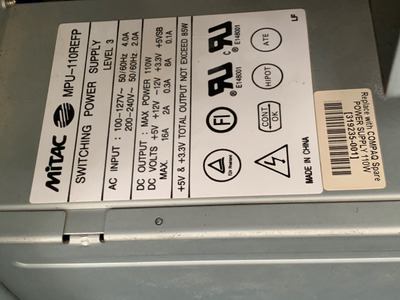 MiTAC
MPU-110REFP
SWITCHING POWER SUPPLY
LEVEL 3
AC INPUT : 100-127V~ 50/60Hz 4.0A
200-240V~ 50/60Hz 2.0A
DC OUTPUT : MAX POWER 110W
DC VOLTS +5V +12V -12V +3.3V +5VSB
MAX. 16A 2A 0.3A 8A 0.1A
+5V & +3.3V TOTAL OUTPUT NOT EXCEED 85W
LF
E148001
E148001
ATE
HIPOT
CONT.
OK
FI
MADE IN CHINA
Replace with COMPAQ Spare
POWER SUPPLY,110W
[319235-001]